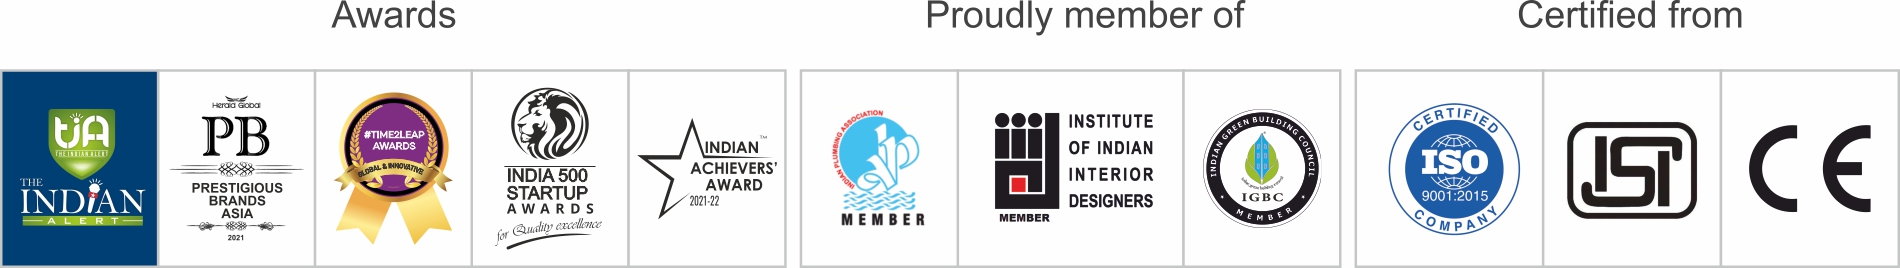 Awards
tiA
THE INDIAN ALERT
THE
INDIAN
ALERT
Herald Global
PB
PRESTIGIOUS
BRANDS
ASIA
2021
#TIME2LEAP
AWARDS
GLOBAL & INNOVATIVE
INDIA 500
STARTUP
AWARDS
for Quality excellence
INDIAN
ACHIEVERS'
AWARD
2021-22
TM
Proudly member of
INDIAN PLUMBING ASSOCIATION
MEMBER
INSTITUTE
OF INDIAN
INTERIOR
DESIGNERS
MEMBER
INDIAN GREEN BUILDING COUNCIL
IGBC
MEMBER
Certified from
CERTIFIED
ISO
9001:2015
COMPANY
ISI
CE